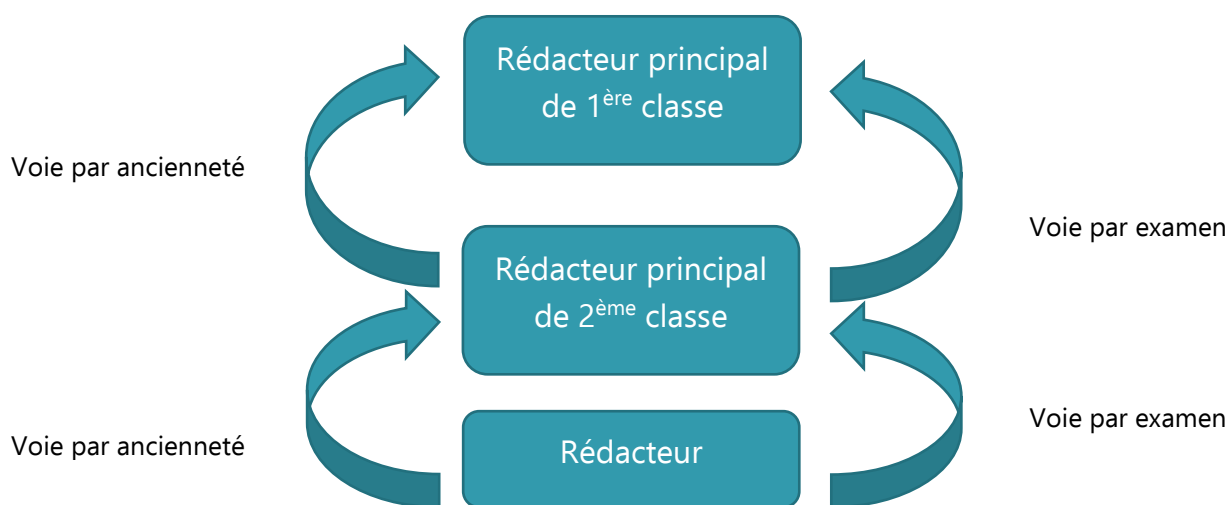 Rédacteur principal
de 1ère classe
Voie par ancienneté
Voie par examen
Rédacteur principal
de 2ème classe
Voie par ancienneté
Voie par examen
Rédacteur